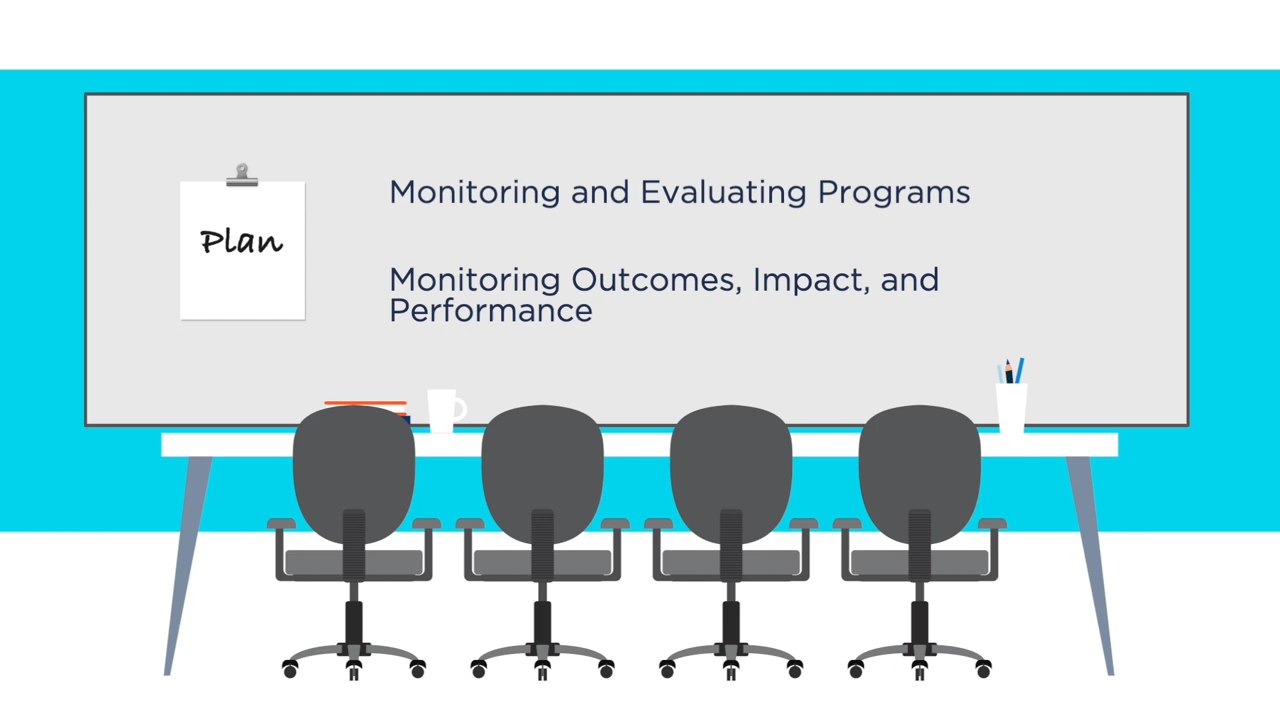 Plan
Monitoring and Evaluating Programs
Monitoring Outcomes, Impact, and
Performance